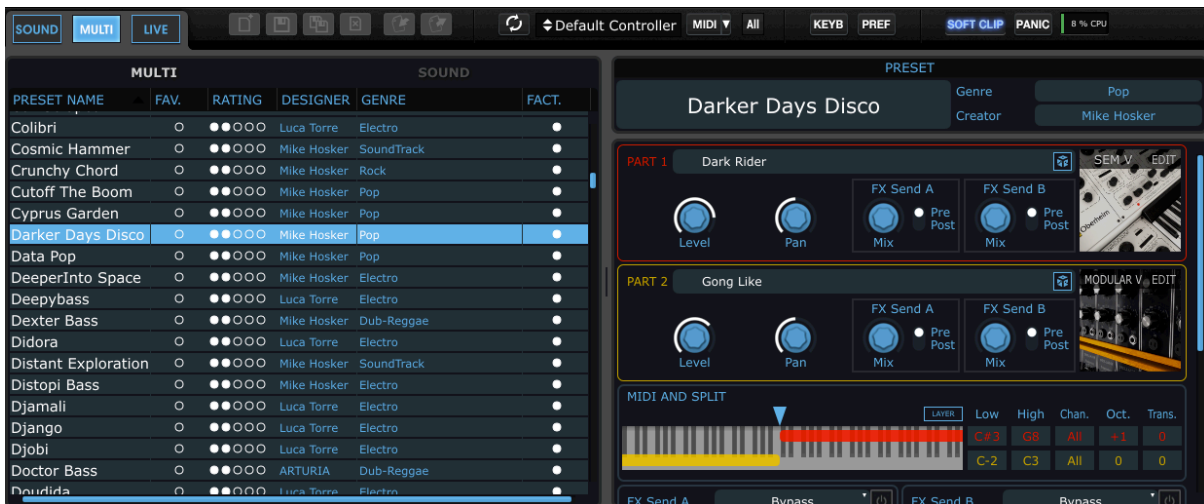 SOUND MULTI LIVE Default Controller MIDI All KEYB PREF SOFT CLIP PANIC 8 % CPU
MULTI SOUND
PRESET NAME FAV. RATING DESIGNER GENRE FACT.
Colibri Luca Torre Electro
Cosmic Hammer Mike Hosker SoundTrack
Crunchy Chord Mike Hosker Rock
Cutoff The Boom Mike Hosker Pop
Cyprus Garden Mike Hosker Pop
Darker Days Disco Mike Hosker Pop
Data Pop Mike Hosker Pop
DeeperInto Space Mike Hosker Electro
Deepybass Luca Torre Electro
Dexter Bass Mike Hosker Dub-Reggae
Didora Luca Torre Electro
Distant Exploration Mike Hosker SoundTrack
Distopi Bass Mike Hosker Electro
Djamali Luca Torre Electro
Django Luca Torre Electro
Djobi Luca Torre Electro
Doctor Bass ARTURIA Dub-Reggae
Doudida Luca Torre Electro
PRESET
Darker Days Disco
Genre Pop
Creator Mike Hosker
PART 1 Dark Rider SEM V EDIT
FX Send A FX Send B
Pre Pre
Post Post
Level Pan Mix Mix
Oberheim
PART 2 Gong Like MODULAR V EDIT
FX Send A FX Send B
Pre Pre
Post Post
Level Pan Mix Mix
MIDI AND SPLIT
LAYER Low High Chan. Oct. Trans.
C#3 G8 All +1 0
C-2 C3 All 0 0
FX Send A Bypass FX Send B Bypass